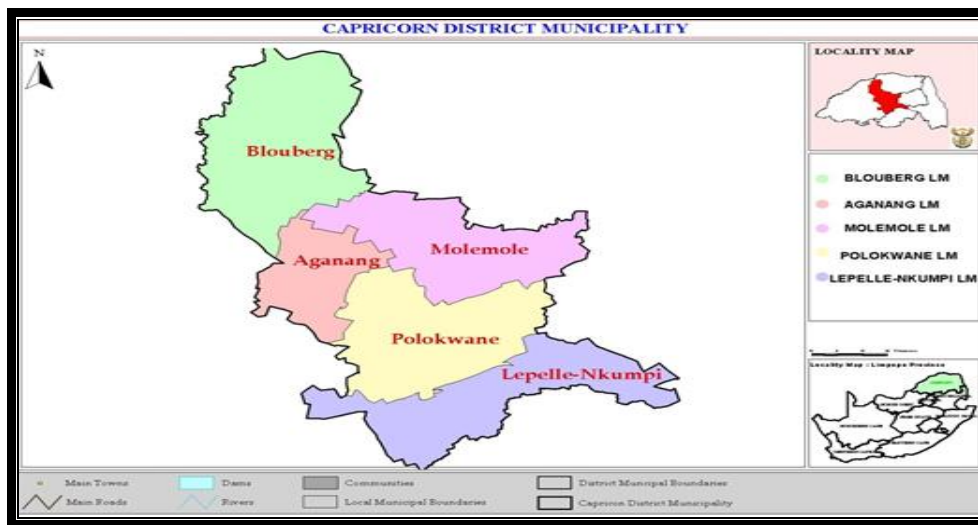 CAPRICORN DISTRICT MUNICIPALITY
N
LOCALITY MAP
Blouberg
Molemole
Aganang
Polokwane
Lepelle-Nkumpi
BLOUBERG LM
AGANANG LM
MOLEMOLE LM
POLOKWANE LM
LEPELLE-NKUMPI LM
Locality Map - Limpopo Province
Main Towns
Dams
Communities
District Municipal Boundaries
Main Roads
Rivers
Local Municipal Boundaries
Capricon District Municipality